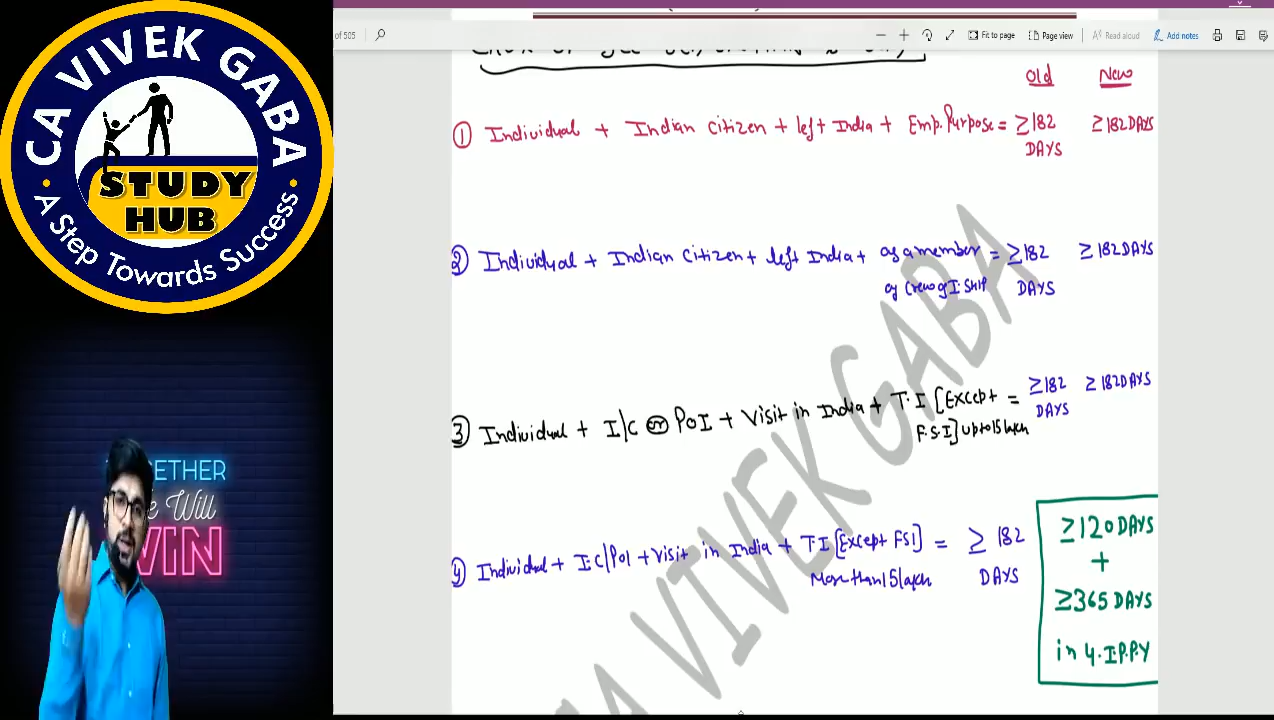 CA VIVEK GABA
STUDY
HUB
A Step Towards Success
of 505
Fit to page
Page view
Read aloud
Add notes
Old New
① Individual + Indian Citizen + left India + Emp. Purpose = ≥182 ≥182 DAYS
DAYS
② Individual + Indian Citizen + left India + as a member = ≥182 ≥182 DAYS
of Crew of I. Ship DAYS
③ Individual + I/C or POI + Visit in India + T.I [Except = ≥182 ≥182 DAYS
F.S.I] upto 15 lakh DAYS
④ Individual + I.C/POI + Visit in India + T.I [Except FSI] = ≥ 182
More than 15 lakh DAYS
≥120 DAYS
+
≥365 DAYS
in 4.I.P.P.Y
CA VIVEK GABA
ETHER
e Will
WIN